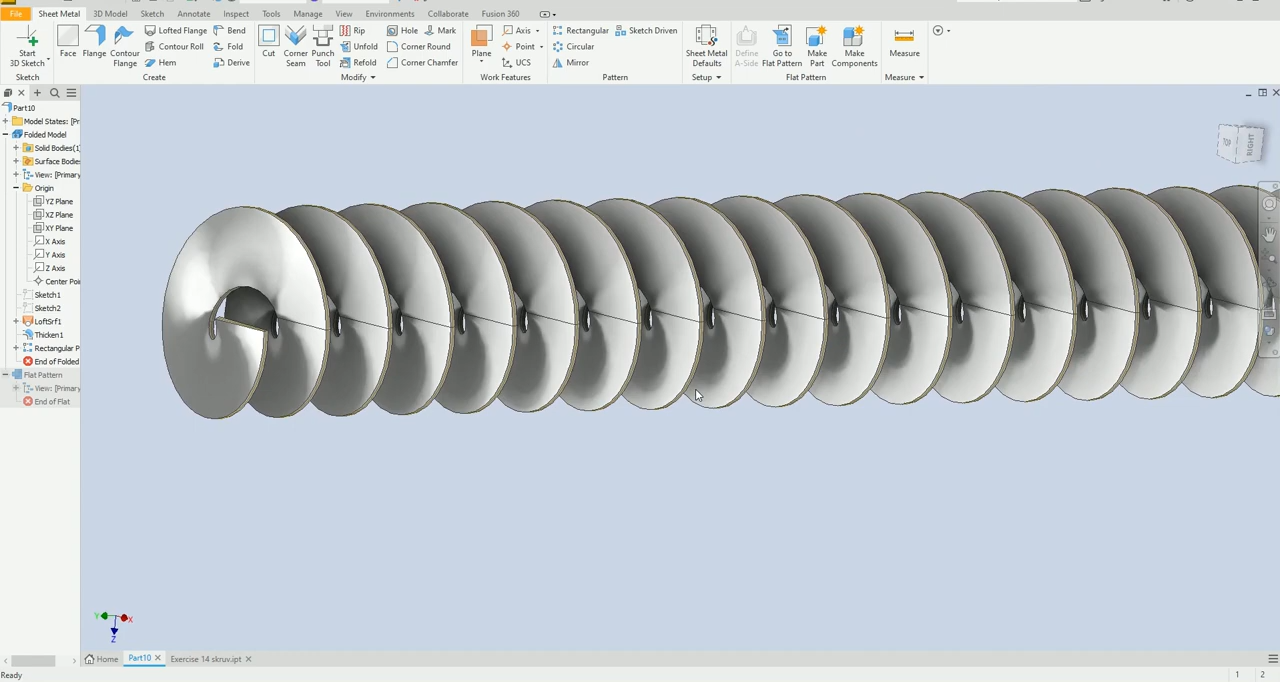 File Sheet Metal 3D Model Sketch Annotate Inspect Tools Manage View Environments Collaborate Fusion 360
Start
3D Sketch
Face
Flange
Contour
Flange
Lofted Flange
Contour Roll
Hem
Bend
Fold
Derive
Cut
Corner
Seam
Punch
Tool
Rip
Unfold
Refold
Hole
Mark
Corner Round
Corner Chamfer
Plane
Axis
Point
UCS
Rectangular
Circular
Mirror
Sketch Driven
Sheet Metal
Defaults
Define
A-Side
Go to
Flat Pattern
Make
Part
Make
Components
Measure
Sketch Create Modify Work Features Pattern Setup Flat Pattern Measure
Part10
Model States: [Pr
Folded Model
Solid Bodies(1
Surface Bodie
View: [Primary
Origin
YZ Plane
XZ Plane
XY Plane
X Axis
Y Axis
Z Axis
Center Poi
Sketch1
Sketch2
LoftSrf1
Thicken1
Rectangular P
End of Folded
Flat Pattern
View: [Primary
End of Flat
TOP RIGHT
Y X
Z
Home Part10 Exercise 14 skruv.ipt
Ready 1 2